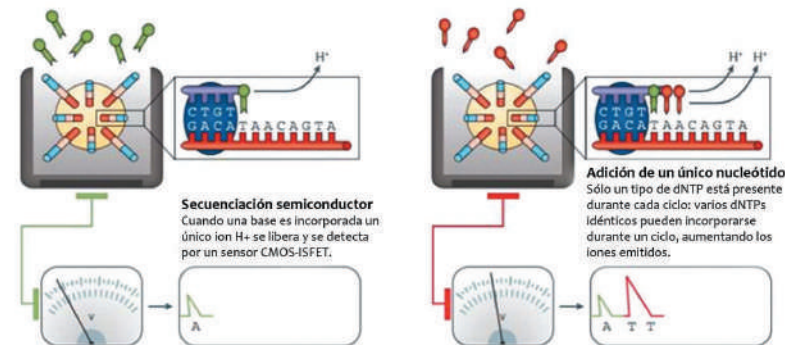 H⁺
CTGT
GACATAACAGTA
Secuenciación semiconductor
Cuando una base es incorporada un
único ion H+ se libera y se detecta
por un sensor CMOS-ISFET.
V
A
H⁺ H⁺
CTGT
GACATAACAGTA
Adición de un único nucleótido
Sólo un tipo de dNTP está presente
durante cada ciclo: varios dNTPs
idénticos pueden incorporarse
durante un ciclo, aumentando los
iones emitidos.
V
A T T